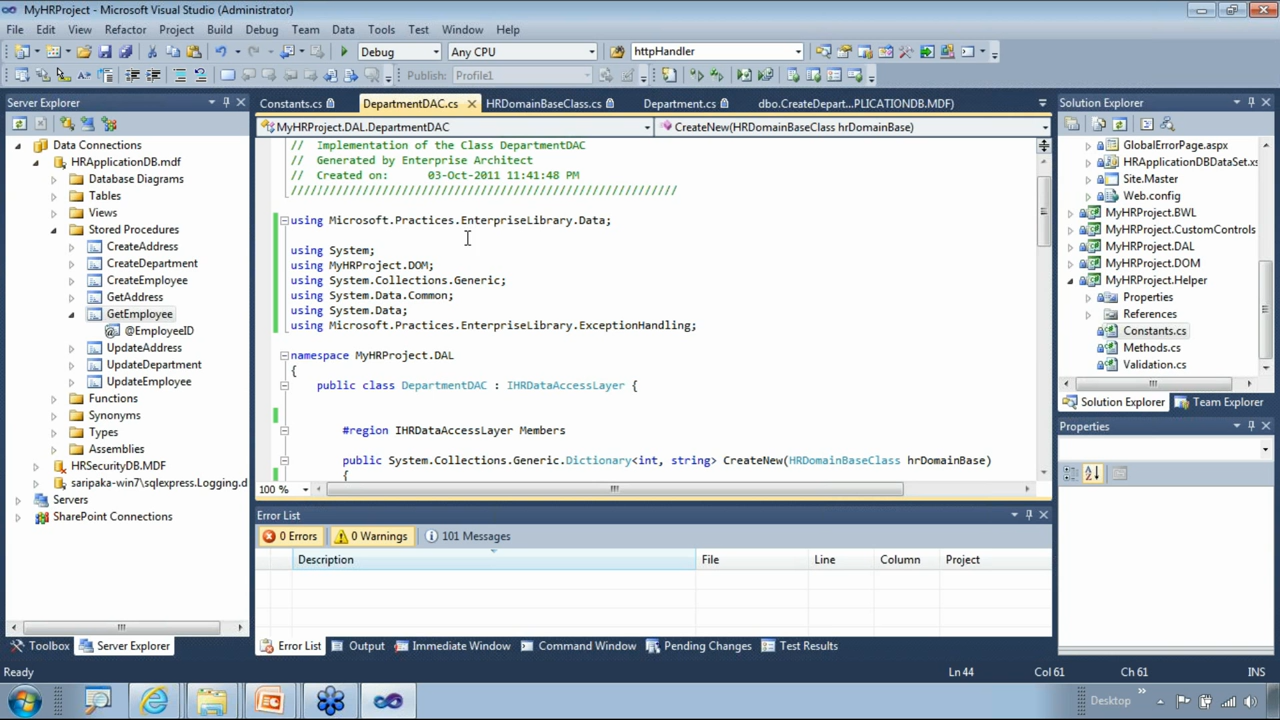 MyHRProject - Microsoft Visual Studio (Administrator)
File Edit View Refactor Project Build Debug Team Data Tools Test Window Help
Debug Any CPU httpHandler
Publish: Profile1
Server Explorer
Data Connections
HRApplicationDB.mdf
Database Diagrams
Tables
Views
Stored Procedures
CreateAddress
CreateDepartment
CreateEmployee
GetAddress
GetEmployee
@EmployeeID
UpdateAddress
UpdateDepartment
UpdateEmployee
Functions
Synonyms
Types
Assemblies
HRSecurityDB.MDF
saripaka-win7\sqlexpress.Logging.d
Servers
SharePoint Connections
Toolbox Server Explorer
Constants.cs DepartmentDAC.cs HRDomainBaseClass.cs Department.cs dbo.CreateDepart...PLICATIONDB.MDF)
MyHRProject.DAL.DepartmentDAC CreateNew(HRDomainBaseClass hrDomainBase)
// Implementation of the Class DepartmentDAC
// Generated by Enterprise Architect
// Created on: 03-Oct-2011 11:41:48 PM
///////////////////////////////////////////////////////////
using Microsoft.Practices.EnterpriseLibrary.Data;
using System;
using MyHRProject.DOM;
using System.Collections.Generic;
using System.Data.Common;
using System.Data;
using Microsoft.Practices.EnterpriseLibrary.ExceptionHandling;
namespace MyHRProject.DAL
{
public class DepartmentDAC : IHRDataAccessLayer {
#region IHRDataAccessLayer Members
public System.Collections.Generic.Dictionary<int, string> CreateNew(HRDomainBaseClass hrDomainBase)
{
100 %
Error List
0 Errors 0 Warnings 101 Messages
Description File Line Column Project
Error List Output Immediate Window Command Window Pending Changes Test Results
Solution Explorer
GlobalErrorPage.aspx
HRApplicationDBDataSet.xs
Site.Master
Web.config
MyHRProject.BWL
MyHRProject.CustomControls
MyHRProject.DAL
MyHRProject.DOM
MyHRProject.Helper
Properties
References
Constants.cs
Methods.cs
Validation.cs
Solution Explorer Team Explorer
Properties
Ready Ln 44 Col 61 Ch 61 INS
Desktop